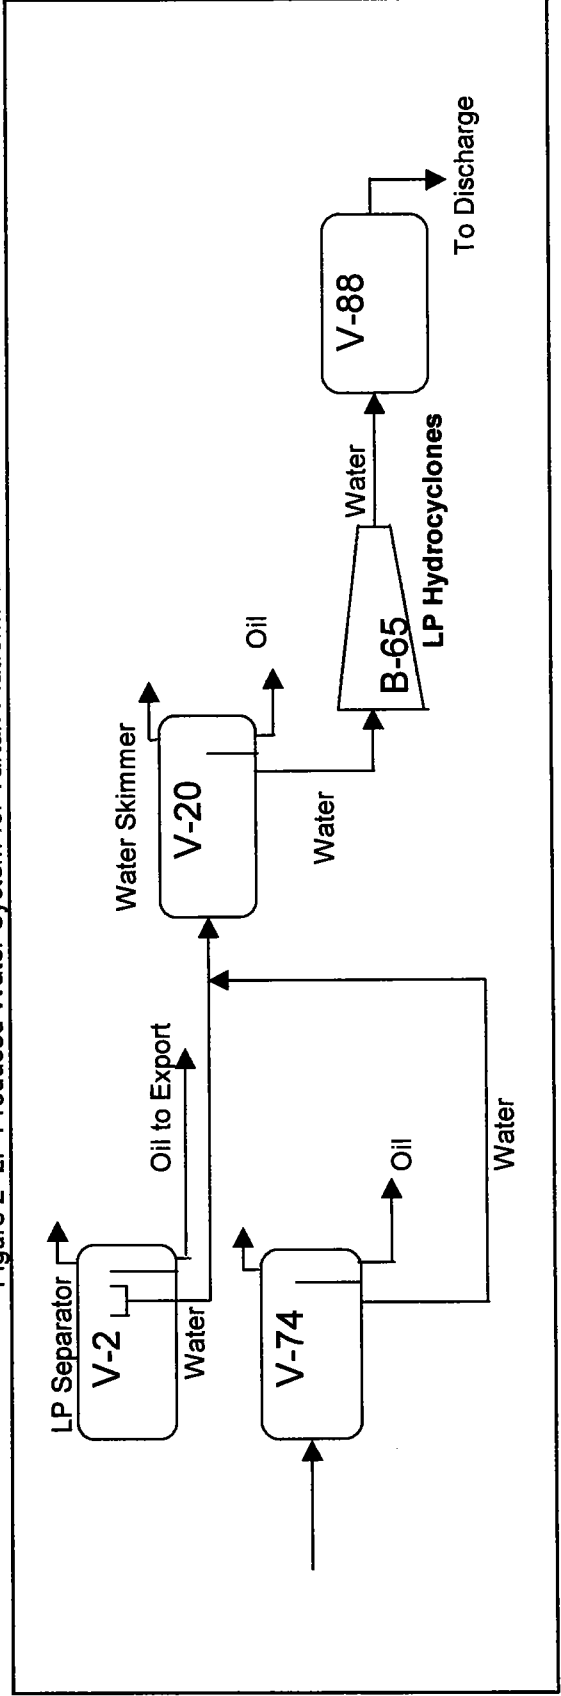 LP Separator
V-2
Water
Oil to Export
V-74
Oil
Water
Water Skimmer
V-20
Oil
Water
B-65
LP Hydrocyclones
Water
V-88
To Discharge